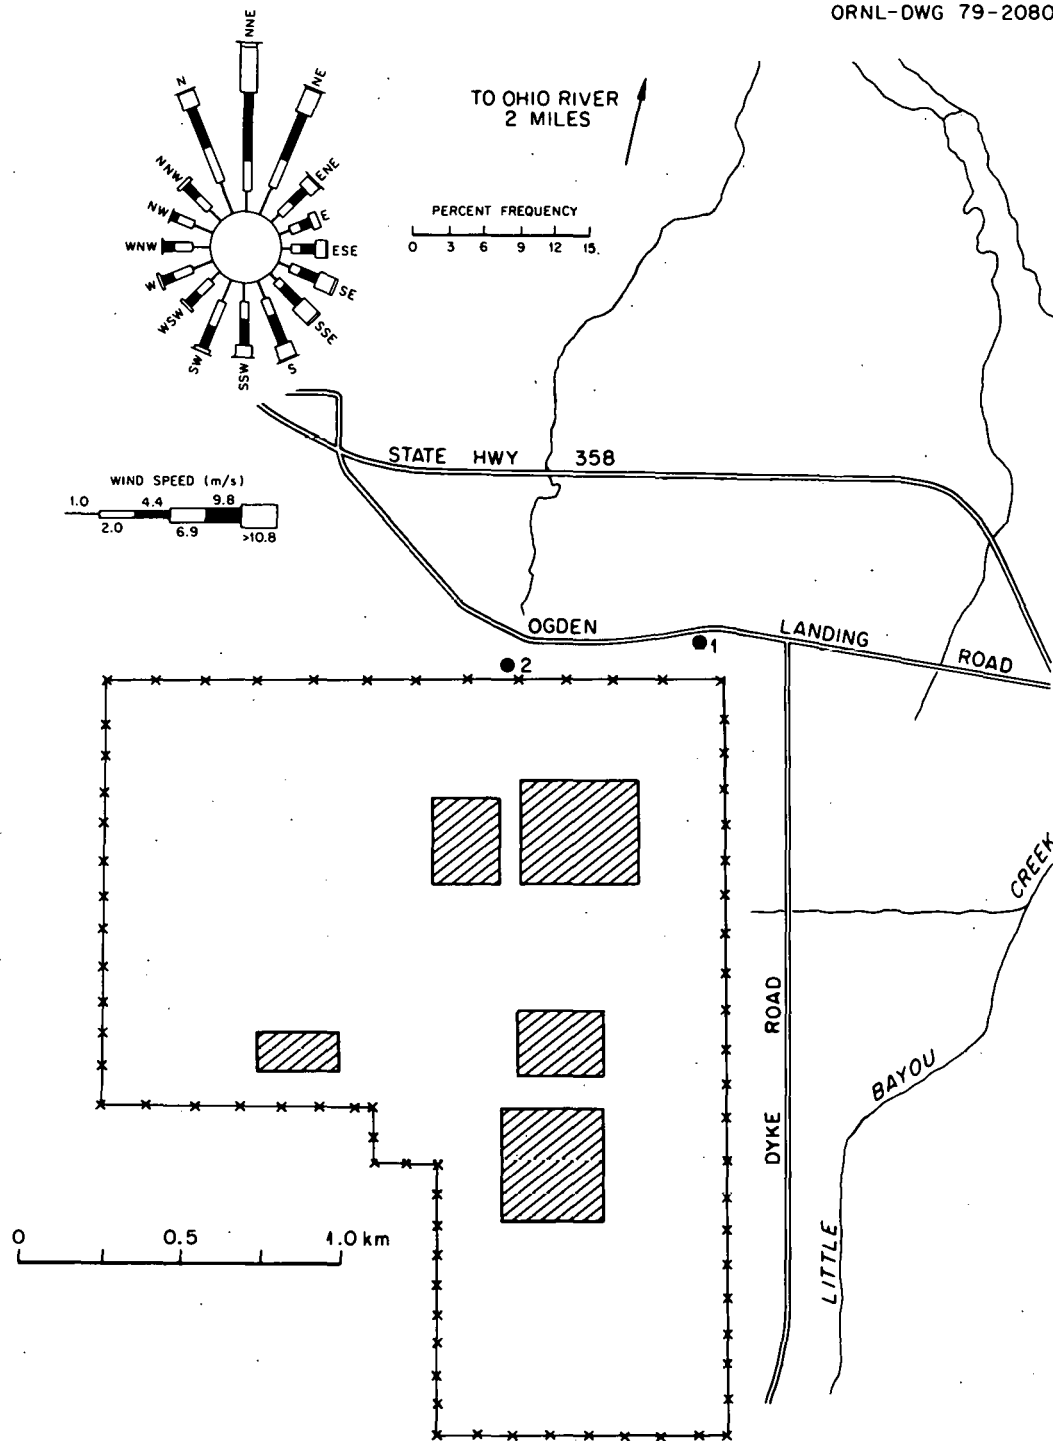 ORNL-DWG 79-2080
N
NNE
NE
ENE
E
ESE
SE
SSE
S
SSW
SW
WSW
W
WNW
NW
NNW
TO OHIO RIVER
2 MILES
PERCENT FREQUENCY
0 3 6 9 12 15
STATE HWY 358
WIND SPEED (m/s)
1.0 4.4 9.8
2.0 6.9 >10.8
OGDEN LANDING ROAD
1
2
CREEK
BAYOU
LITTLE
DYKE ROAD
0 0.5 1.0 km